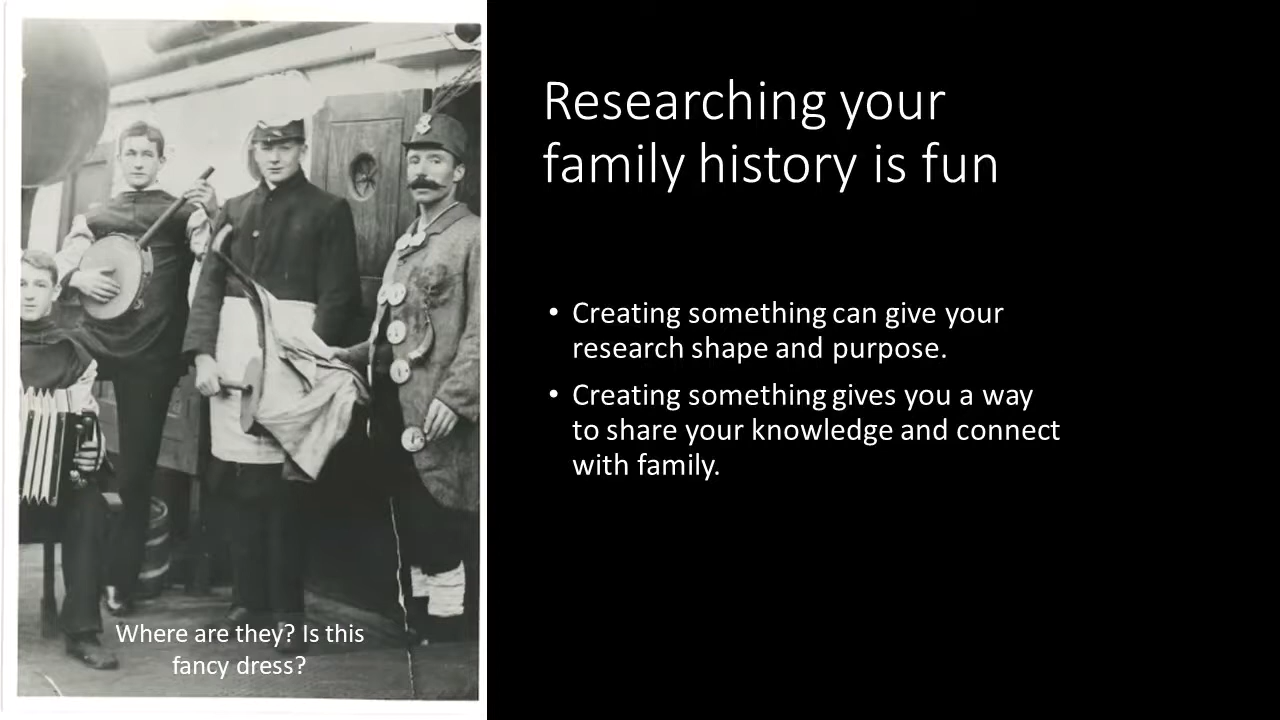 Researching your
family history is fun
• Creating something can give your
research shape and purpose.
• Creating something gives you a way
to share your knowledge and connect
with family.
Where are they? Is this
fancy dress?